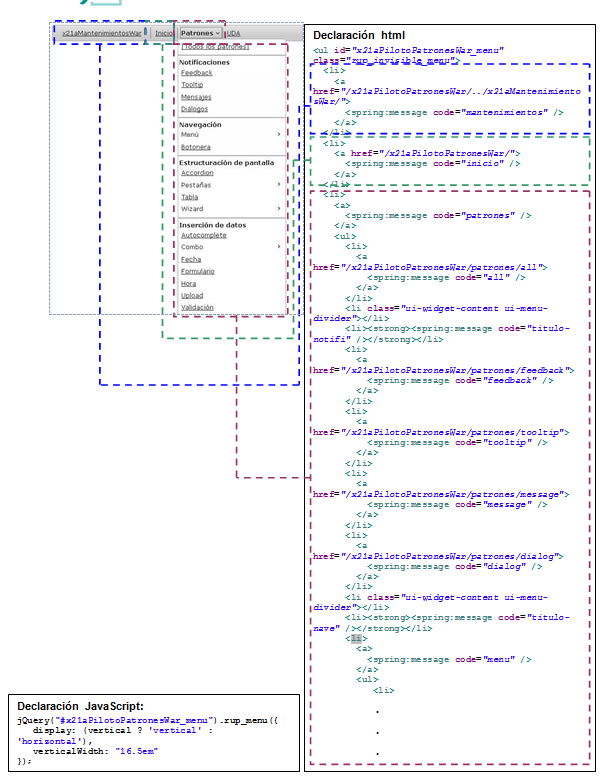 x21aMantenimientosWar Inicio Patrones UDA
(Todos los patrones)
Notificaciones
Feedback
Tooltip
Mensajes
Diálogos
Navegación
Menú
Botonera
Estructuración de pantalla
Accordion
Pestañas
Tabla
Wizard
Inserción de datos
Autocomplete
Combo
Fecha
Formulario
Hora
Upload
Validación
Declaración html
<ul id="x21aPilotoPatronesWar_menu"
class="rup_invisible_menu">
<li>
<a
href="/x21aPilotoPatronesWar/../x21aMantenimiento
sWar/">
<spring:message code="mantenimientos" />
</a>
</li>
<li>
<a href="/x21aPilotoPatronesWar/">
<spring:message code="inicio" />
</a>
</li>
<li>
<a>
<spring:message code="patrones" />
</a>
<ul>
<li>
<a
href="/x21aPilotoPatronesWar/patrones/all">
<spring:message code="all" />
</a>
</li>
<li class="ui-widget-content ui-menu-
divider"></li>
<li><strong><spring:message code="titulo-
notifi" /></strong></li>
<li>
<a
href="/x21aPilotoPatronesWar/patrones/feedback">
<spring:message code="feedback" />
</a>
</li>
<li>
<a
href="/x21aPilotoPatronesWar/patrones/tooltip">
<spring:message code="tooltip" />
</a>
</li>
<li>
<a
href="/x21aPilotoPatronesWar/patrones/message">
<spring:message code="message" />
</a>
</li>
<li>
<a
href="/x21aPilotoPatronesWar/patrones/dialog">
<spring:message code="dialog" />
</a>
</li>
<li class="ui-widget-content ui-menu-
divider"></li>
<li><strong><spring:message code="titulo-
nave" /></strong></li>
<li>
<a>
<spring:message code="menu" />
</a>
<ul>
<li>
.
.
.
Declaración JavaScript:
jQuery("#x21aPilotoPatronesWar_menu").rup_menu({
display: (vertical ? 'vertical' :
'horizontal'),
verticalWidth: "16.5em"
});